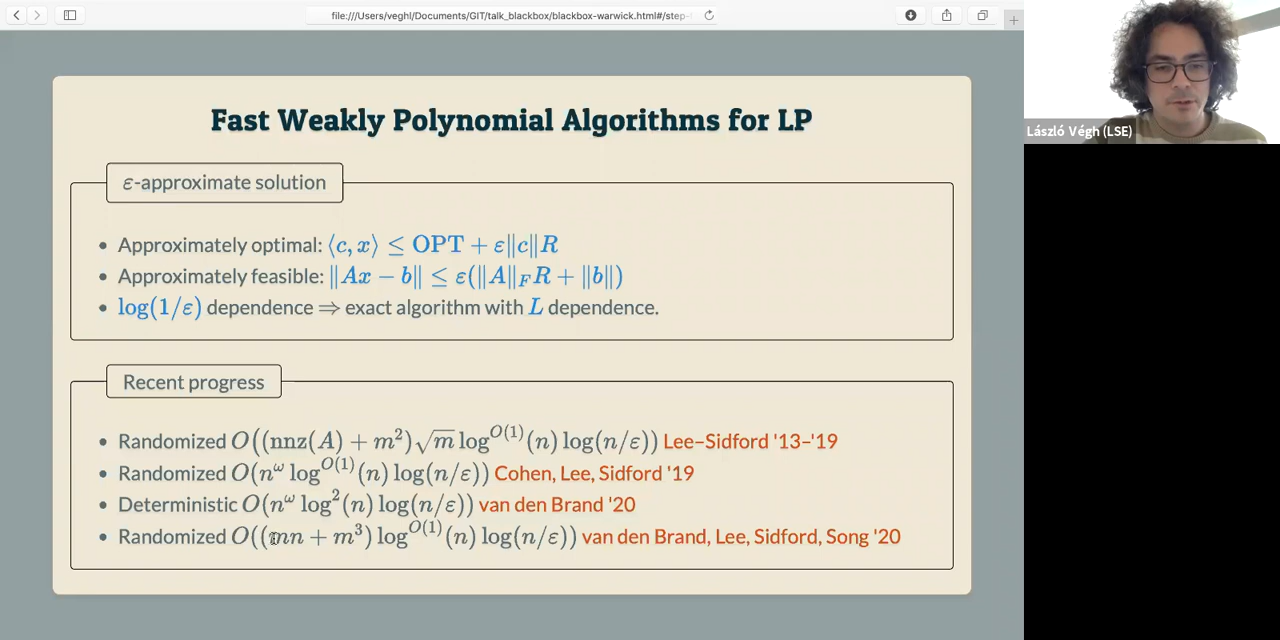 file:///Users/veghl/Documents/GIT/talk_blackbox/blackbox-warwick.html#/step-
László Végh (LSE)
Fast Weakly Polynomial Algorithms for LP
ε-approximate solution
• Approximately optimal: ⟨c, x⟩ ≤ OPT + ε‖c‖R
• Approximately feasible: ‖Ax − b‖ ≤ ε(‖A‖_F R + ‖b‖)
• log(1/ε) dependence ⇒ exact algorithm with L dependence.
Recent progress
• Randomized O((nnz(A) + m²)√m log^{O(1)}(n) log(n/ε)) Lee–Sidford '13–'19
• Randomized O(n^ω log^{O(1)}(n) log(n/ε)) Cohen, Lee, Sidford '19
• Deterministic O(n^ω log²(n) log(n/ε)) van den Brand '20
• Randomized O((mn + m³) log^{O(1)}(n) log(n/ε)) van den Brand, Lee, Sidford, Song '20